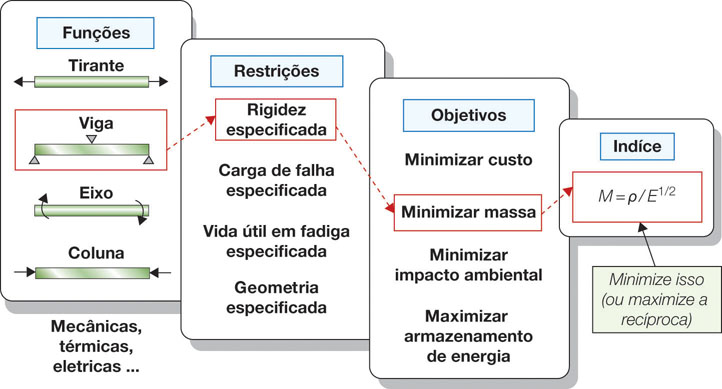 Funções
Tirante
Viga
Eixo
Coluna
Mecânicas,
térmicas,
eletricas ...
Restrições
Rigidez
especificada
Carga de falha
especificada
Vida útil em fadiga
especificada
Geometria
especificada
Objetivos
Minimizar custo
Minimizar massa
Minimizar
impacto ambiental
Maximizar
armazenamento
de energia
Indíce
M = ρ / E^1/2
Minimize isso
(ou maximize a
recíproca)